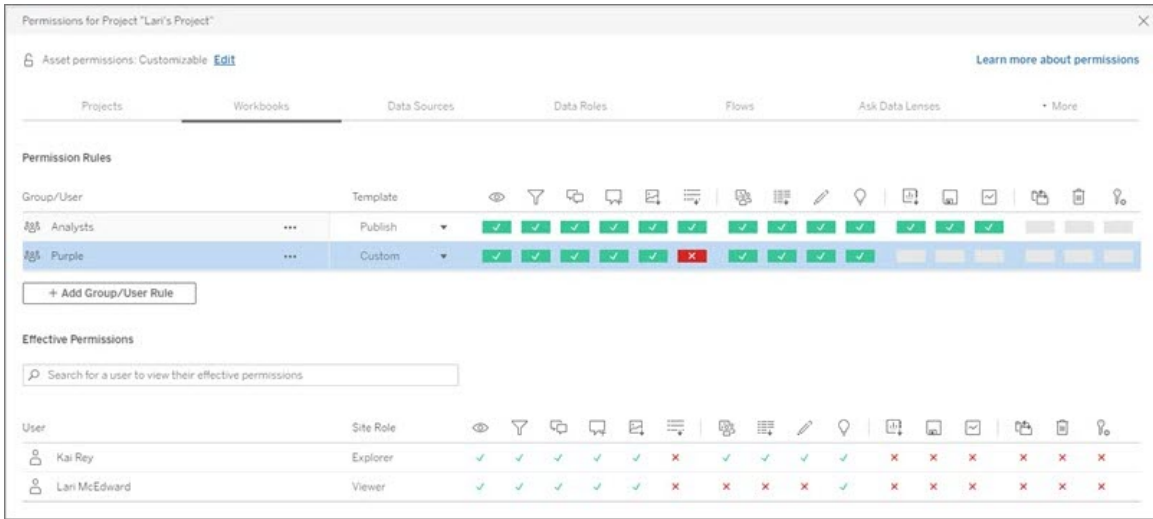 Permissions for Project "Lari's Project"
Asset permissions: Customizable Edit
Learn more about permissions
Projects Workbooks Data Sources Data Roles Flows Ask Data Lenses More
Permission Rules
Group/User Template
Analysts Publish
Purple Custom
+ Add Group/User Rule
Effective Permissions
Search for a user to view their effective permissions
User Site Role
Kai Rey Explorer
Lari McEdward Viewer